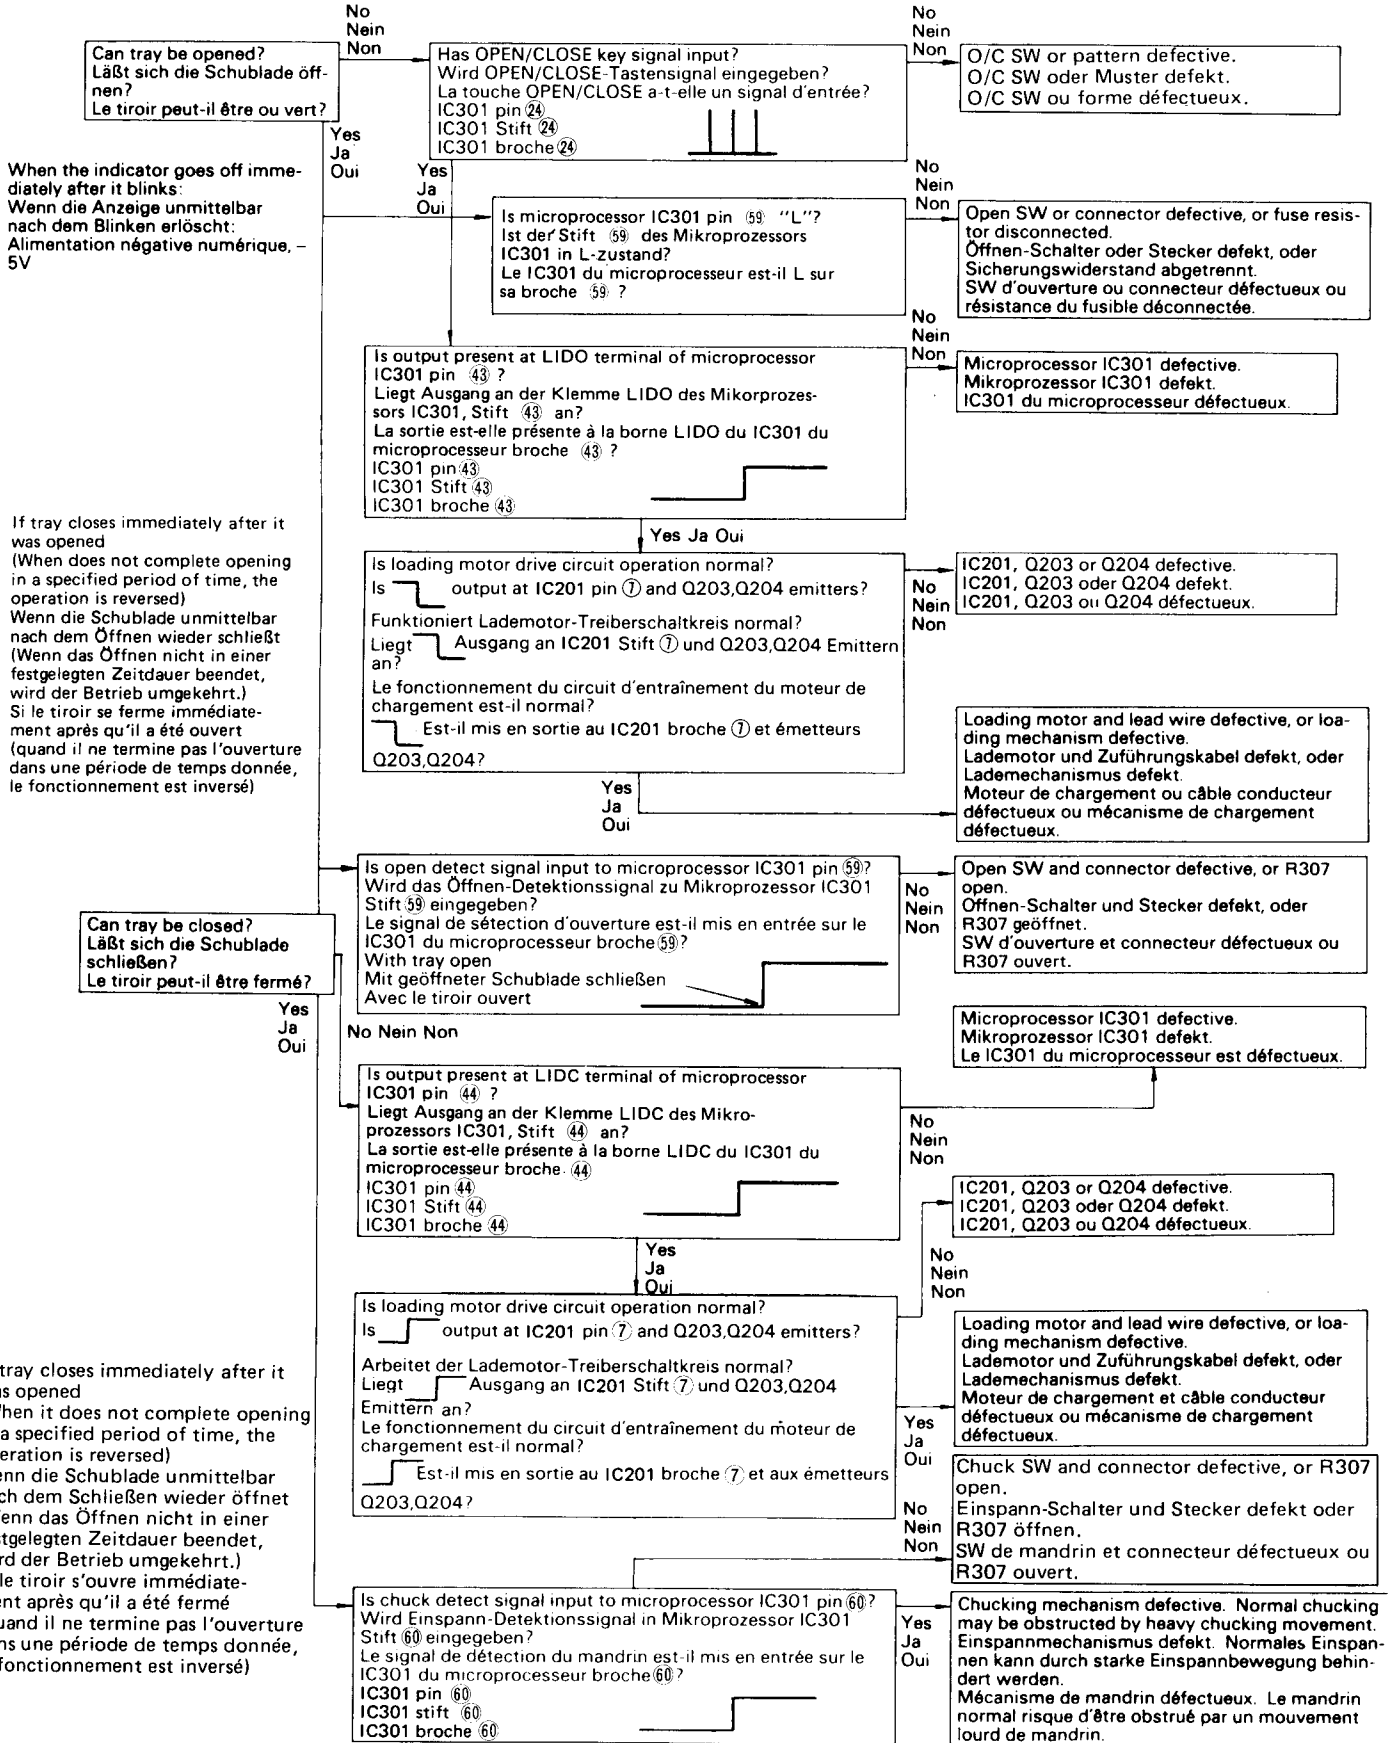 No
Nein
Non
No
Nein
Non
Can tray be opened?
Läßt sich die Schublade öff-
nen?
Le tiroir peut-il être ou vert?
Has OPEN/CLOSE key signal input?
Wird OPEN/CLOSE-Tastensignal eingegeben?
La touche OPEN/CLOSE a-t-elle un signal d'entrée?
IC301 pin ㉔
IC301 Stift ㉔
IC301 broche ㉔
O/C SW or pattern defective.
O/C SW oder Muster defekt.
O/C SW ou forme défectueux.
Yes
Ja
Oui
When the indicator goes off imme-
diately after it blinks:
Wenn die Anzeige unmittelbar
nach dem Blinken erlöscht:
Alimentation négative numérique, –
5V
Yes
Ja
Oui
No
Nein
Non
Is microprocessor IC301 pin (59) "L"?
Ist der Stift (59) des Mikroprozessors
IC301 in L-zustand?
Le IC301 du microprocesseur est-il L sur
sa broche (59) ?
Open SW or connector defective, or fuse resis-
tor disconnected.
Öffnen-Schalter oder Stecker defekt, oder
Sicherungswiderstand abgetrennt.
SW d'ouverture ou connecteur défectueux ou
résistance du fusible déconnectée.
No
Nein
Non
Is output present at LIDO terminal of microprocessor
IC301 pin ㊸ ?
Liegt Ausgang an der Klemme LIDO des Mikorprozes-
sors IC301, Stift ㊸ an?
La sortie est-elle présente à la borne LIDO du IC301 du
microprocesseur broche ㊸ ?
IC301 pin ㊸
IC301 Stift ㊸
IC301 broche ㊸
Microprocessor IC301 defective.
Mikroprozessor IC301 defekt.
IC301 du microprocesseur défectueux.
Yes Ja Oui
If tray closes immediately after it
was opened
(When does not complete opening
in a specified period of time, the
operation is reversed)
Wenn die Schublade unmittelbar
nach dem Öffnen wieder schließt
(Wenn das Öffnen nicht in einer
festgelegten Zeitdauer beendet,
wird der Betrieb umgekehrt.)
Si le tiroir se ferme immédiate-
ment après qu'il a été ouvert
(quand il ne termine pas l'ouverture
dans une période de temps donnée,
le fonctionnement est inversé)
Is loading motor drive circuit operation normal?
Is output at IC201 pin ⑦ and Q203,Q204 emitters?
Funktioniert Lademotor-Treiberschaltkreis normal?
Liegt Ausgang an IC201 Stift ⑦ und Q203,Q204 Emittern
an?
Le fonctionnement du circuit d'entraînement du moteur de
chargement est-il normal?
Est-il mis en sortie au IC201 broche ⑦ et émetteurs
Q203,Q204?
No
Nein
Non
IC201, Q203 or Q204 defective.
IC201, Q203 oder Q204 defekt.
IC201, Q203 ou Q204 défectueux.
Yes
Ja
Oui
Loading motor and lead wire defective, or loa-
ding mechanism defective.
Lademotor und Zuführungskabel defekt, oder
Lademechanismus defekt.
Moteur de chargement ou câble conducteur
défectueux ou mécanisme de chargement
défectueux.
Is open detect signal input to microprocessor IC301 pin (59)?
Wird das Öffnen-Detektionssignal zu Mikroprozessor IC301
Stift (59) eingegeben?
Le signal de sétection d'ouverture est-il mis en entrée sur le
IC301 du microprocesseur broche (59)?
With tray open
Mit geöffneter Schublade schließen
Avec le tiroir ouvert
No
Nein
Non
Open SW and connector defective, or R307
open.
Öffnen-Schalter und Stecker defekt, oder
R307 geöffnet.
SW d'ouverture et connecteur défectueux ou
R307 ouvert.
Can tray be closed?
Läßt sich die Schublade
schließen?
Le tiroir peut-il être fermé?
Yes
Ja
Oui
No Nein Non
Microprocessor IC301 defective.
Mikroprozessor IC301 defekt.
Le IC301 du microprocesseur est défectueux.
Is output present at LIDC terminal of microprocessor
IC301 pin ㊹ ?
Liegt Ausgang an der Klemme LIDC des Mikro-
prozessors IC301, Stift ㊹ an?
La sortie est-elle présente à la borne LIDC du IC301 du
microprocesseur broche ㊹
IC301 pin ㊹
IC301 Stift ㊹
IC301 broche ㊹
No
Nein
Non
IC201, Q203 or Q204 defective.
IC201, Q203 oder Q204 defekt.
IC201, Q203 ou Q204 défectueux.
Yes
Ja
Oui
No
Nein
Non
Is loading motor drive circuit operation normal?
Is output at IC201 pin ⑦ and Q203,Q204 emitters?
Arbeitet der Lademotor-Treiberschaltkreis normal?
Liegt Ausgang an IC201 Stift ⑦ und Q203,Q204
Emittern an?
Le fonctionnement du circuit d'entraînement du moteur de
chargement est-il normal?
Est-il mis en sortie au IC201 broche ⑦ et aux émetteurs
Q203,Q204?
Loading motor and lead wire defective, or loa-
ding mechanism defective.
Lademotor und Zuführungskabel defekt, oder
Lademechanismus defekt.
Moteur de chargement et câble conducteur
défectueux ou mécanisme de chargement
défectueux.
Yes
Ja
Oui
tray closes immediately after it
s opened
hen it does not complete opening
a specified period of time, the
eration is reversed)
enn die Schublade unmittelbar
ch dem Schließen wieder öffnet
enn das Öffnen nicht in einer
stgelegten Zeitdauer beendet,
rd der Betrieb umgekehrt.)
le tiroir s'ouvre immédiate-
ent après qu'il a été fermé
uand il ne termine pas l'ouverture
ns une période de temps donnée,
fonctionnement est inversé)
No
Nein
Non
Chuck SW and connector defective, or R307
open.
Einspann-Schalter und Stecker defekt oder
R307 öffnen.
SW de mandrin et connecteur défectueux ou
R307 ouvert.
Is chuck detect signal input to microprocessor IC301 pin (60)?
Wird Einspann-Detektionssignal in Mikroprozessor IC301
Stift (60) eingegeben?
Le signal de détection du mandrin est-il mis en entrée sur le
IC301 du microprocesseur broche (60)?
IC301 pin (60)
IC301 stift (60)
IC301 broche (60)
Yes
Ja
Oui
Chucking mechanism defective. Normal chucking
may be obstructed by heavy chucking movement.
Einspannmechanismus defekt. Normales Einspan-
nen kann durch starke Einspannbewegung behin-
dert werden.
Mécanisme de mandrin défectueux. Le mandrin
normal risque d'être obstrué par un mouvement
lourd de mandrin.